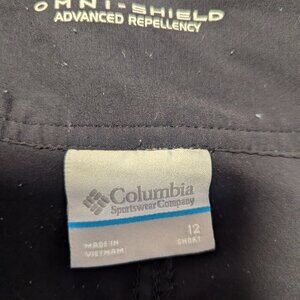 OMNI-SHIELD
ADVANCED REPELLENCY
Columbia
Sportswear Company
12
MADE IN
SHORT
VIETNAM